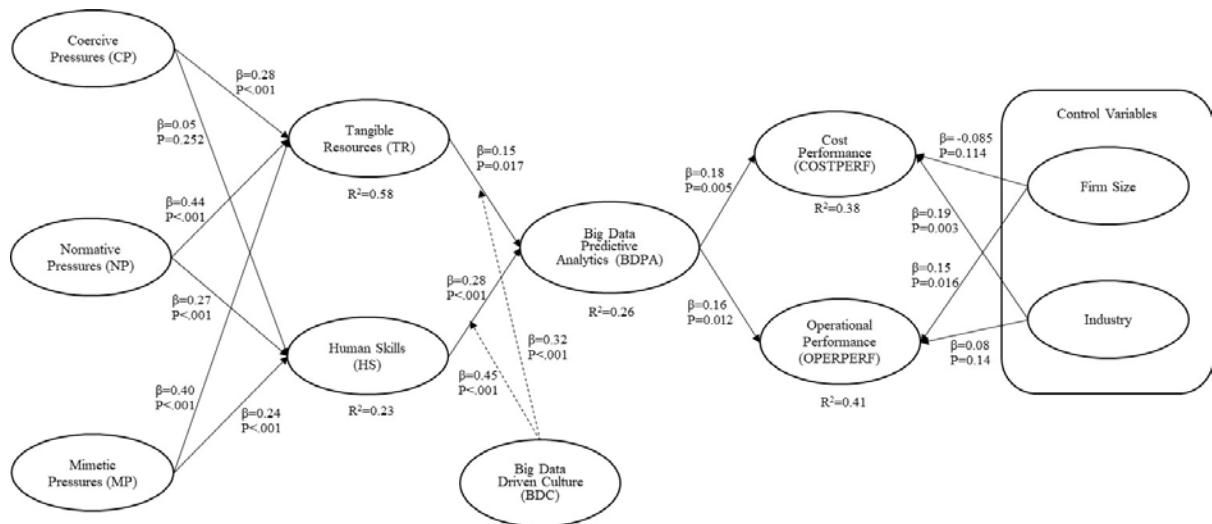 Coercive
Pressures (CP)
β=0.28
P<.001
β=0.05
P=0.252
Tangible
Resources (TR)
R²=0.58
β=0.15
P=0.017
β=0.44
P<.001
Normative
Pressures (NP)
β=0.27
P<.001
Human Skills
(HS)
R²=0.23
β=0.28
P<.001
β=0.40
P<.001
β=0.24
P<.001
Mimetic
Pressures (MP)
β=0.45
P<.001
β=0.32
P<.001
Big Data
Driven Culture
(BDC)
Big Data
Predictive
Analytics (BDPA)
R²=0.26
β=0.18
P=0.005
β=0.16
P=0.012
Cost
Performance
(COSTPERF)
R²=0.38
Operational
Performance
(OPERPERF)
R²=0.41
β= -0.085
P=0.114
β=0.19
P=0.003
β=0.15
P=0.016
β=0.08
P=0.14
Control Variables
Firm Size
Industry